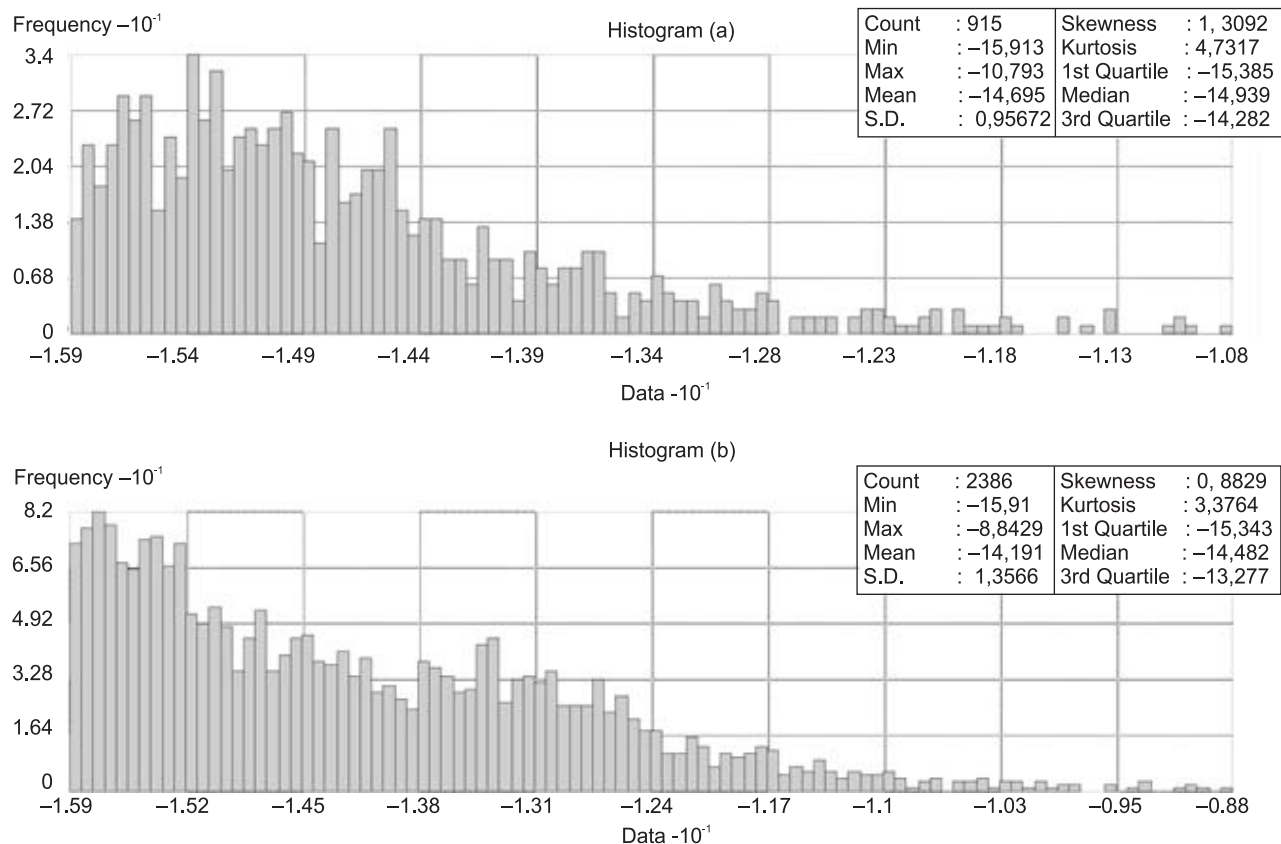 Histogram (a)
Frequency –10⁻¹
Count : 915 Skewness : 1, 3092
Min : –15,913 Kurtosis : 4,7317
Max : –10,793 1st Quartile : –15,385
Mean : –14,695 Median : –14,939
S.D. : 0,95672 3rd Quartile : –14,282
3.4
2.72
2.04
1.38
0.68
0
–1.59 –1.54 –1.49 –1.44 –1.39 –1.34 –1.28 –1.23 –1.18 –1.13 –1.08
Data -10⁻¹
Histogram (b)
Frequency –10⁻¹
Count : 2386 Skewness : 0, 8829
Min : –15,91 Kurtosis : 3,3764
Max : –8,8429 1st Quartile : –15,343
Mean : –14,191 Median : –14,482
S.D. : 1,3566 3rd Quartile : –13,277
8.2
6.56
4.92
3.28
1.64
0
–1.59 –1.52 –1.45 –1.38 –1.31 –1.24 –1.17 –1.1 –1.03 –0.95 –0.88
Data -10⁻¹